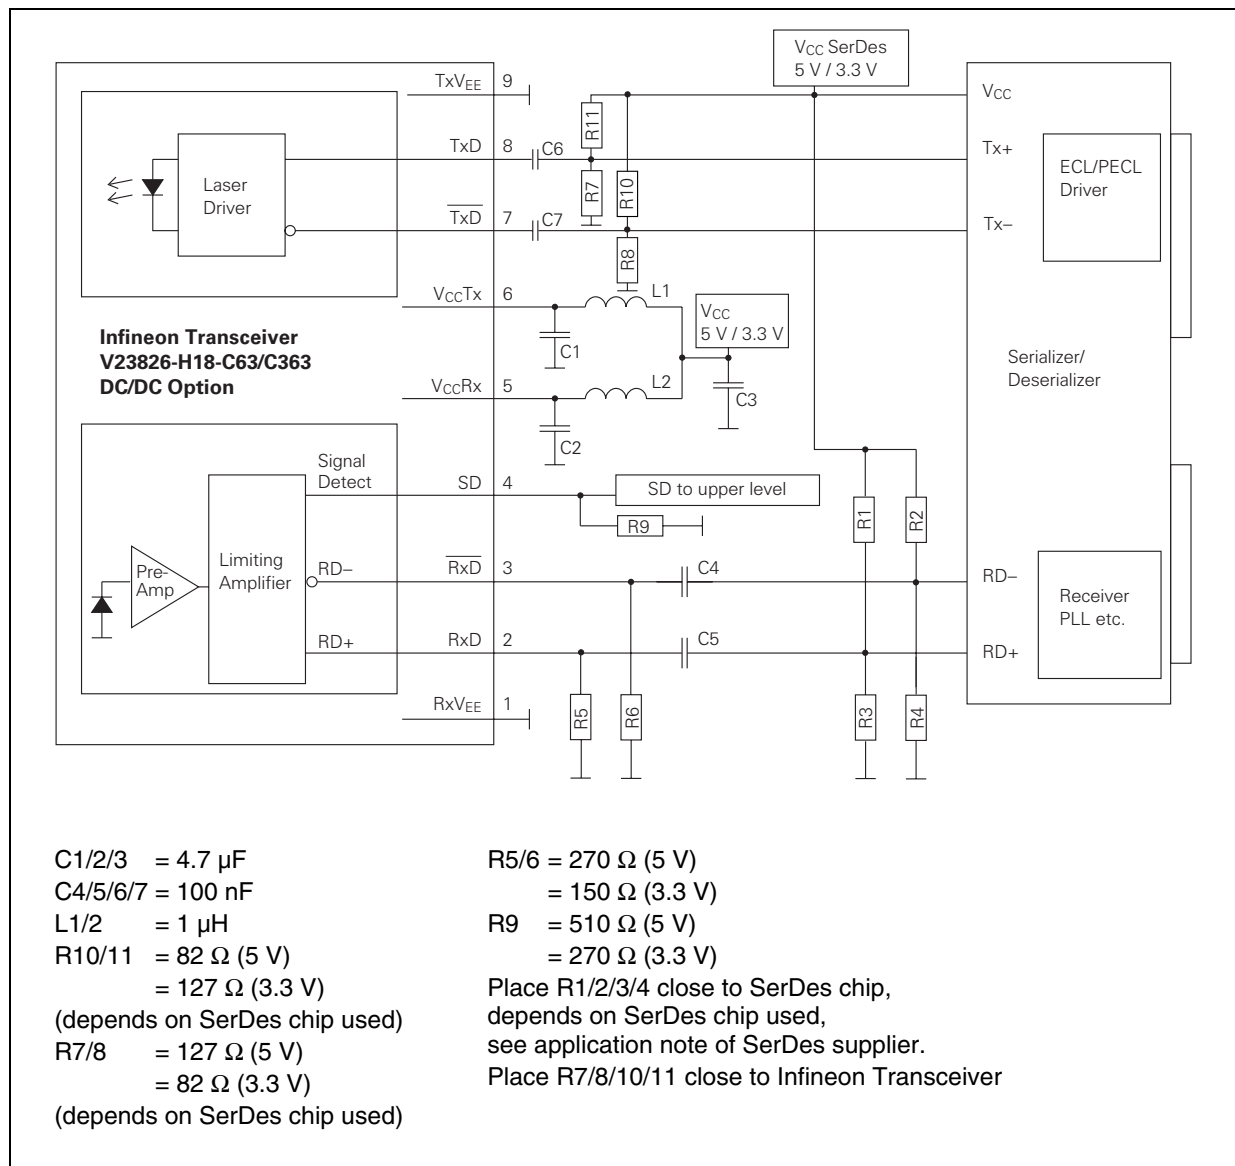 VCC SerDes
5 V / 3.3 V
TxVEE 9
VCC
R11
TxD 8
C6
Tx+
ECL/PECL
Driver
Laser
Driver
R7
R10
TxD 7
C7
Tx–
R8
VCCTx 6
L1
VCC
5 V / 3.3 V
C1
Infineon Transceiver
V23826-H18-C63/C363
DC/DC Option
Serializer/
Deserializer
VCCRx 5
L2
C3
C2
Signal
Detect
SD 4
SD to upper level
R9
R1
R2
Pre-
Amp
Limiting
Amplifier
RD–
RxD 3
C4
RD–
Receiver
PLL etc.
RD+
RxD 2
C5
RD+
RxVEE 1
R5
R6
R3
R4
C1/2/3 = 4.7 µF
C4/5/6/7 = 100 nF
L1/2 = 1 µH
R10/11 = 82 Ω (5 V)
= 127 Ω (3.3 V)
(depends on SerDes chip used)
R7/8 = 127 Ω (5 V)
= 82 Ω (3.3 V)
(depends on SerDes chip used)
R5/6 = 270 Ω (5 V)
= 150 Ω (3.3 V)
R9 = 510 Ω (5 V)
= 270 Ω (3.3 V)
Place R1/2/3/4 close to SerDes chip,
depends on SerDes chip used,
see application note of SerDes supplier.
Place R7/8/10/11 close to Infineon Transceiver